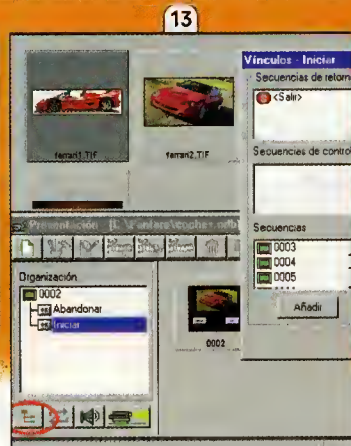 13
Vínculos - Iniciar
Secuencias de retorn
<Salir>
ferrari1.TIF
ferrari2.TIF
Secuencias de control
Presentación
Secuencias
0003
0004
0005
Añadir
Organización
0002
Abandonar
Iniciar
0002